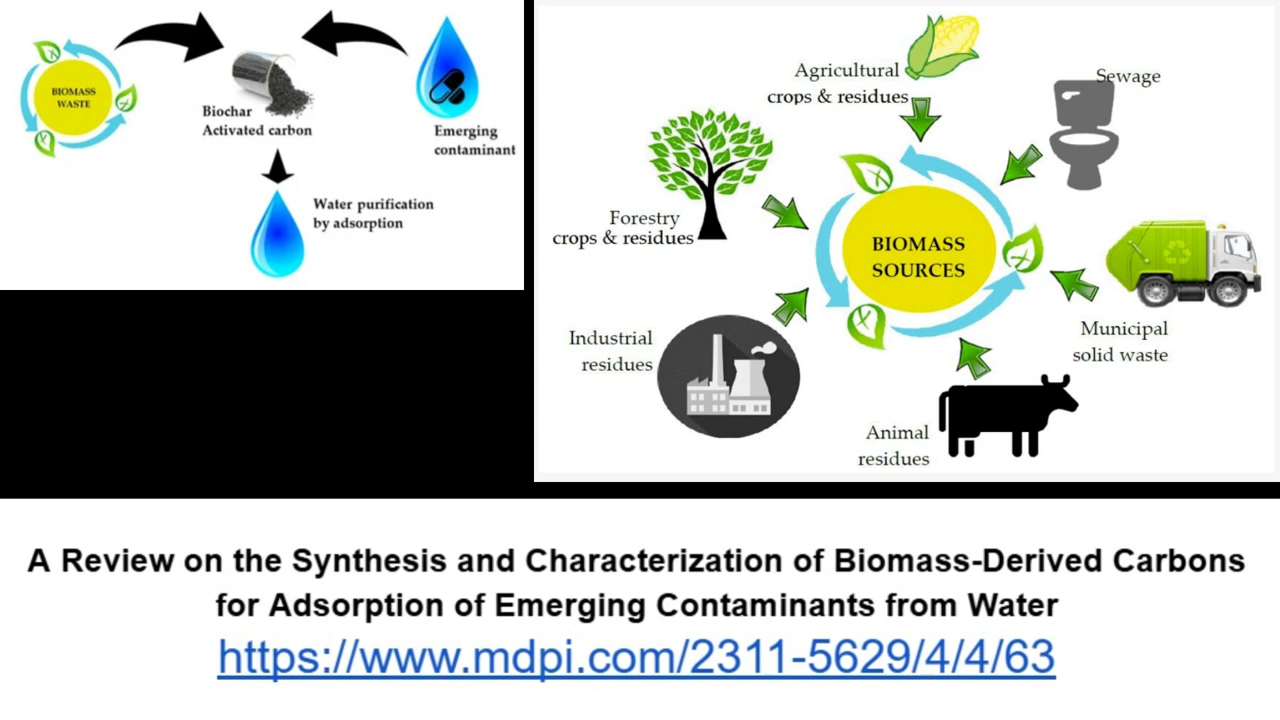 BIOMASS
WASTE
Biochar
Activated carbon
Emerging
contaminant
Water purification
by adsorption
Agricultural
crops & residues
Sewage
Forestry
crops & residues
BIOMASS
SOURCES
Industrial
residues
Municipal
solid waste
Animal
residues
A Review on the Synthesis and Characterization of Biomass-Derived Carbons
for Adsorption of Emerging Contaminants from Water
https://www.mdpi.com/2311-5629/4/4/63